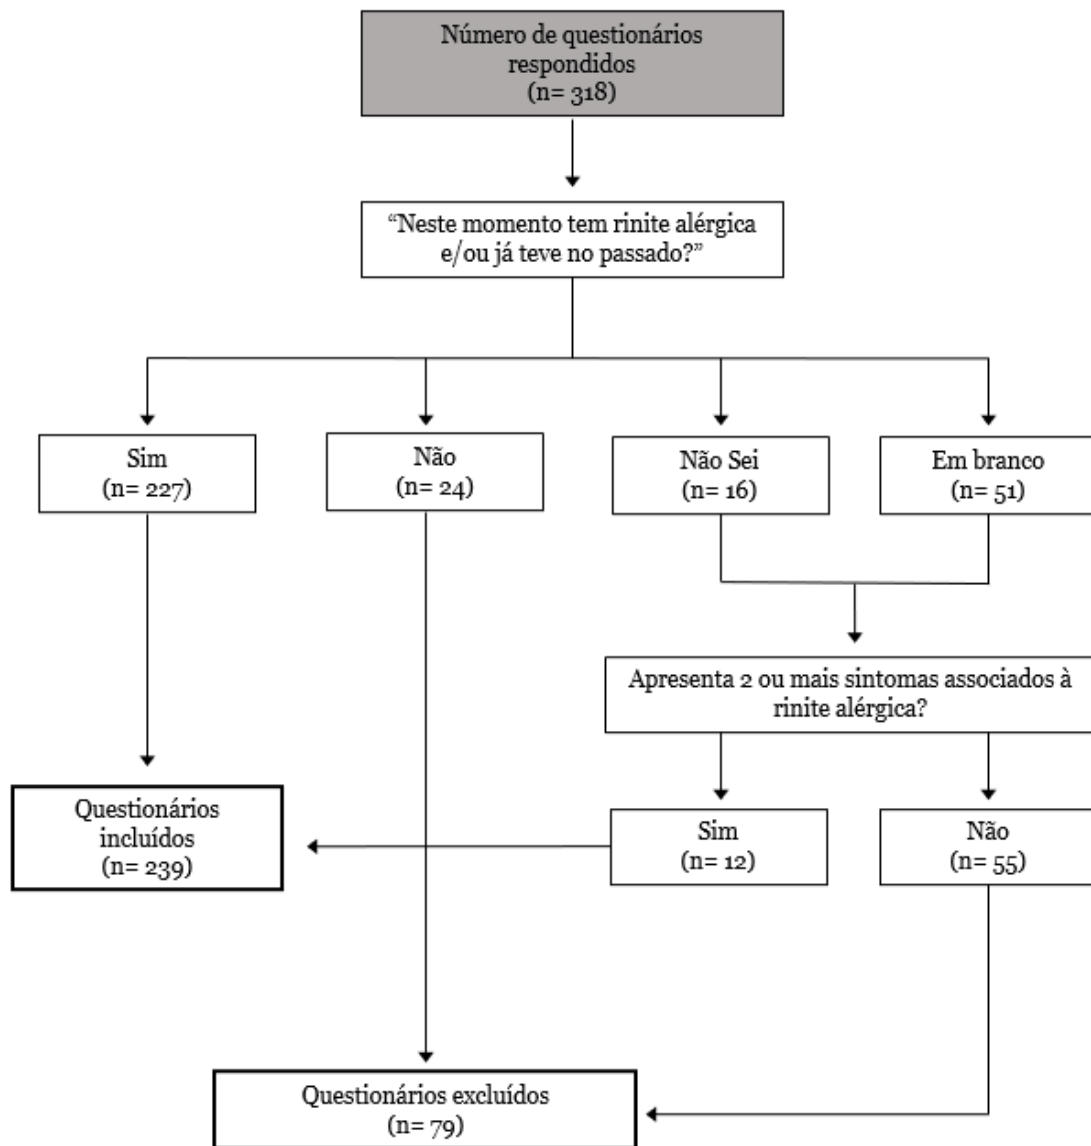 Número de questionários
respondidos
(n= 318)
“Neste momento tem rinite alérgica
e/ou já teve no passado?”
Sim
(n= 227)
Não
(n= 24)
Não Sei
(n= 16)
Em branco
(n= 51)
Apresenta 2 ou mais sintomas associados à
rinite alérgica?
Questionários
incluídos
(n= 239)
Sim
(n= 12)
Não
(n= 55)
Questionários excluídos
(n= 79)